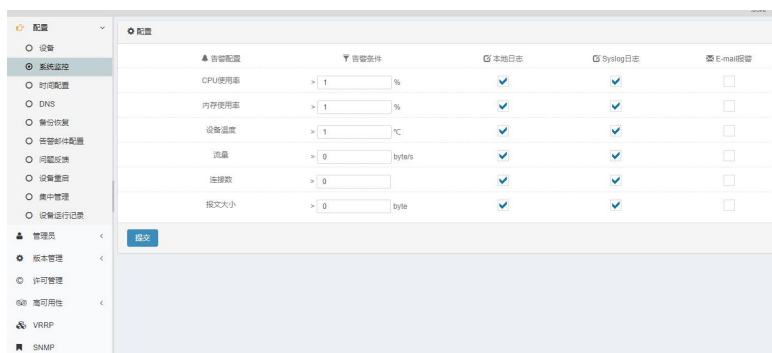 配置
设备
系统监控
时间配置
DNS
备份恢复
告警邮件配置
问题反馈
设备重启
集中管理
设备运行记录
管理员
版本管理
许可管理
高可用性
VRRP
SNMP
配置
告警配置 告警条件 本地日志 Syslog日志 E-mail报警
CPU使用率 > 1 %
内存使用率 > 1 %
设备温度 > 1 ℃
流量 > 0 byte/s
连接数 > 0
报文大小 > 0 byte
提交